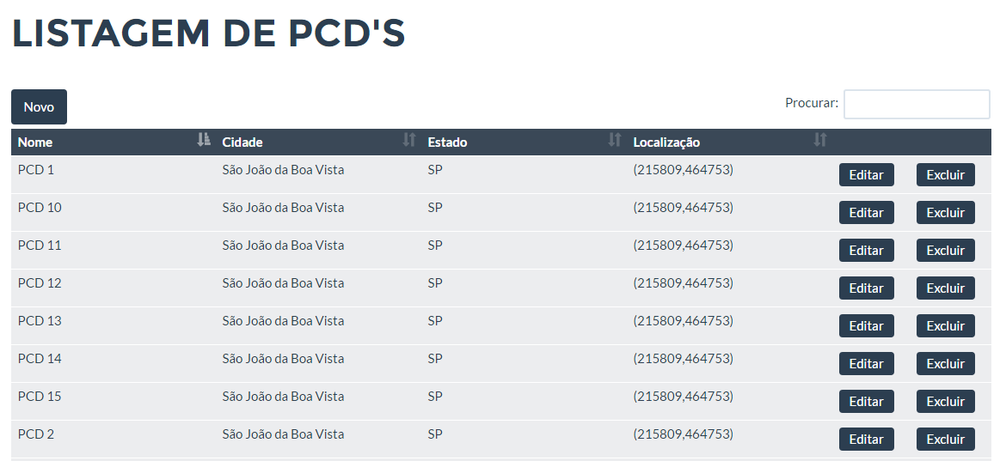 LISTAGEM DE PCD'S
Novo Procurar:
Nome Cidade Estado Localização
PCD 1 São João da Boa Vista SP (215809,464753) Editar Excluir
PCD 10 São João da Boa Vista SP (215809,464753) Editar Excluir
PCD 11 São João da Boa Vista SP (215809,464753) Editar Excluir
PCD 12 São João da Boa Vista SP (215809,464753) Editar Excluir
PCD 13 São João da Boa Vista SP (215809,464753) Editar Excluir
PCD 14 São João da Boa Vista SP (215809,464753) Editar Excluir
PCD 15 São João da Boa Vista SP (215809,464753) Editar Excluir
PCD 2 São João da Boa Vista SP (215809,464753) Editar Excluir